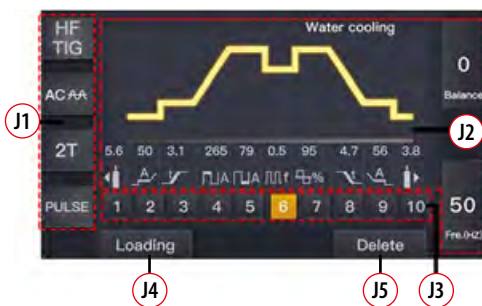 HF
TIG
Water cooling
0
Balance
J1
AC
J2
2T
5.6 50 3.1 265 79 0.5 95 4.7 56 3.8
A A A f % A
PULSE
1 2 3 4 5 6 7 8 9 10
50
Fre.(HZ)
Loading
Delete
J4
J5
J3